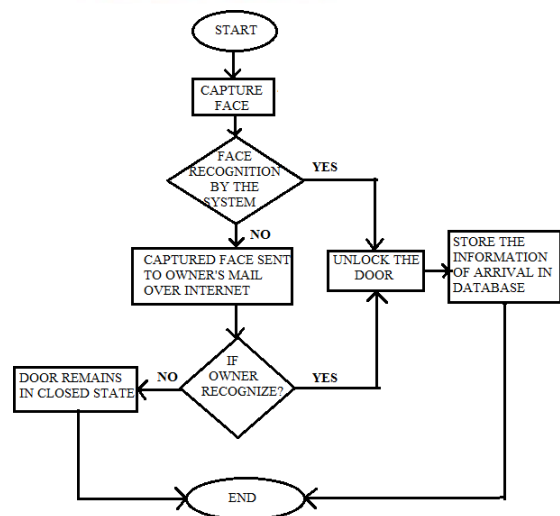 START
CAPTURE
FACE
FACE
RECOGNITION
BY THE
SYSTEM
YES
NO
CAPTURED FACE SENT
TO OWNER'S MAIL
OVER INTERNET
UNLOCK THE
DOOR
STORE THE
INFORMATION
OF ARRIVAL IN
DATABASE
IF
OWNER
RECOGNIZE?
NO
YES
DOOR REMAINS
IN CLOSED STATE
END